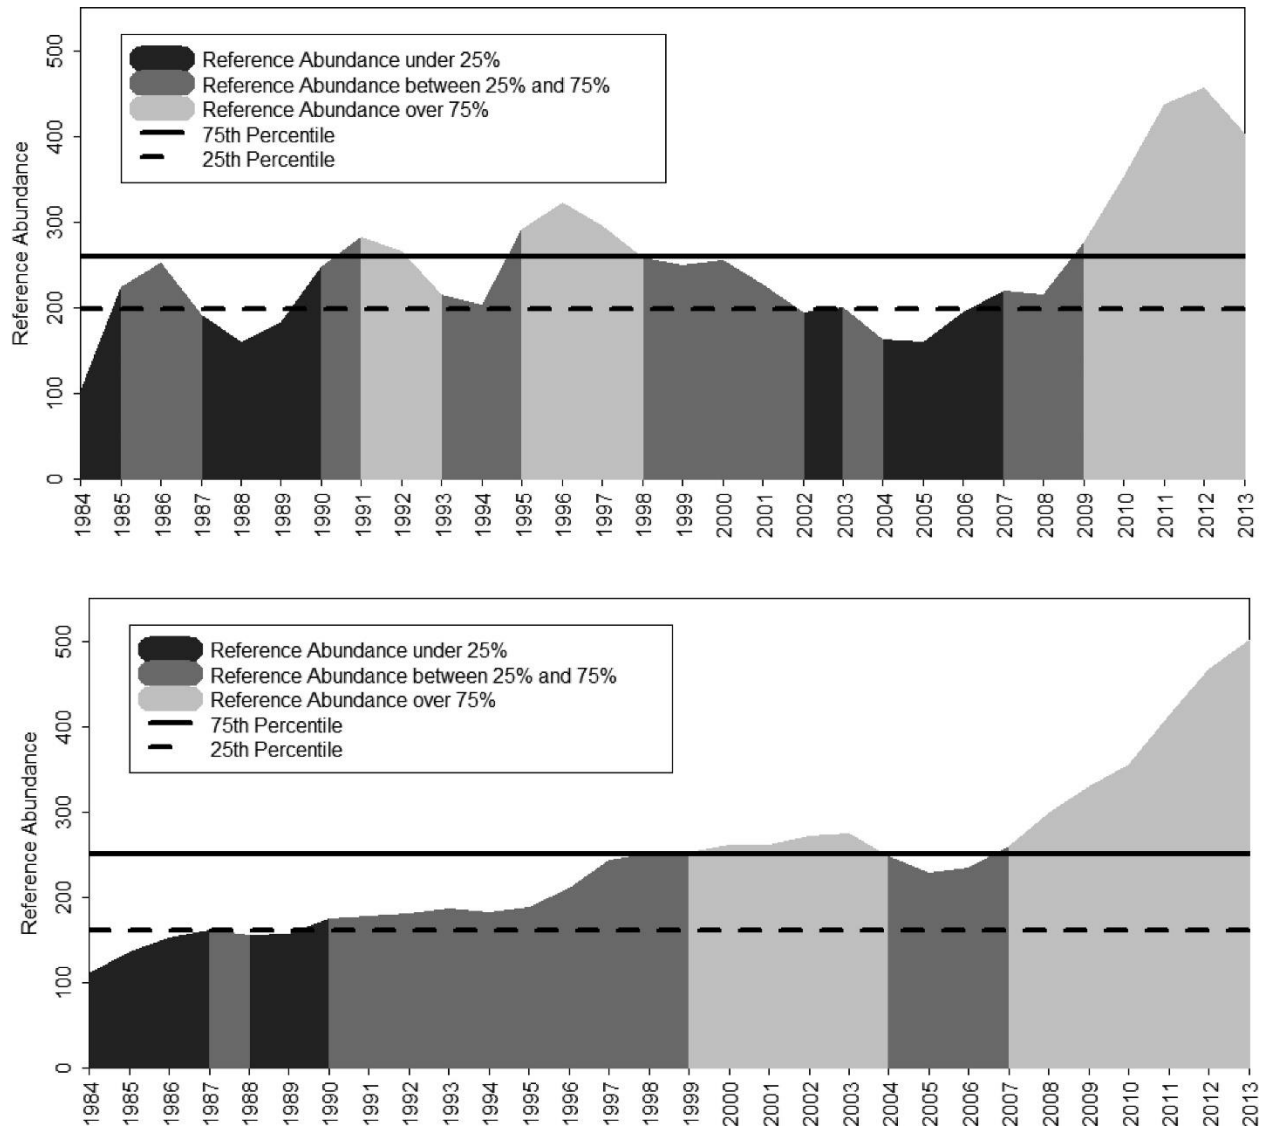 500
400
300
200
100
0
Reference Abundance
Reference Abundance under 25%
Reference Abundance between 25% and 75%
Reference Abundance over 75%
75th Percentile
25th Percentile
1984 1985 1986 1987 1988 1989 1990 1991 1992 1993 1994 1995 1996 1997 1998 1999 2000 2001 2002 2003 2004 2005 2006 2007 2008 2009 2010 2011 2012 2013
500
400
300
200
100
0
Reference Abundance
Reference Abundance under 25%
Reference Abundance between 25% and 75%
Reference Abundance over 75%
75th Percentile
25th Percentile
1984 1985 1986 1987 1988 1989 1990 1991 1992 1993 1994 1995 1996 1997 1998 1999 2000 2001 2002 2003 2004 2005 2006 2007 2008 2009 2010 2011 2012 2013